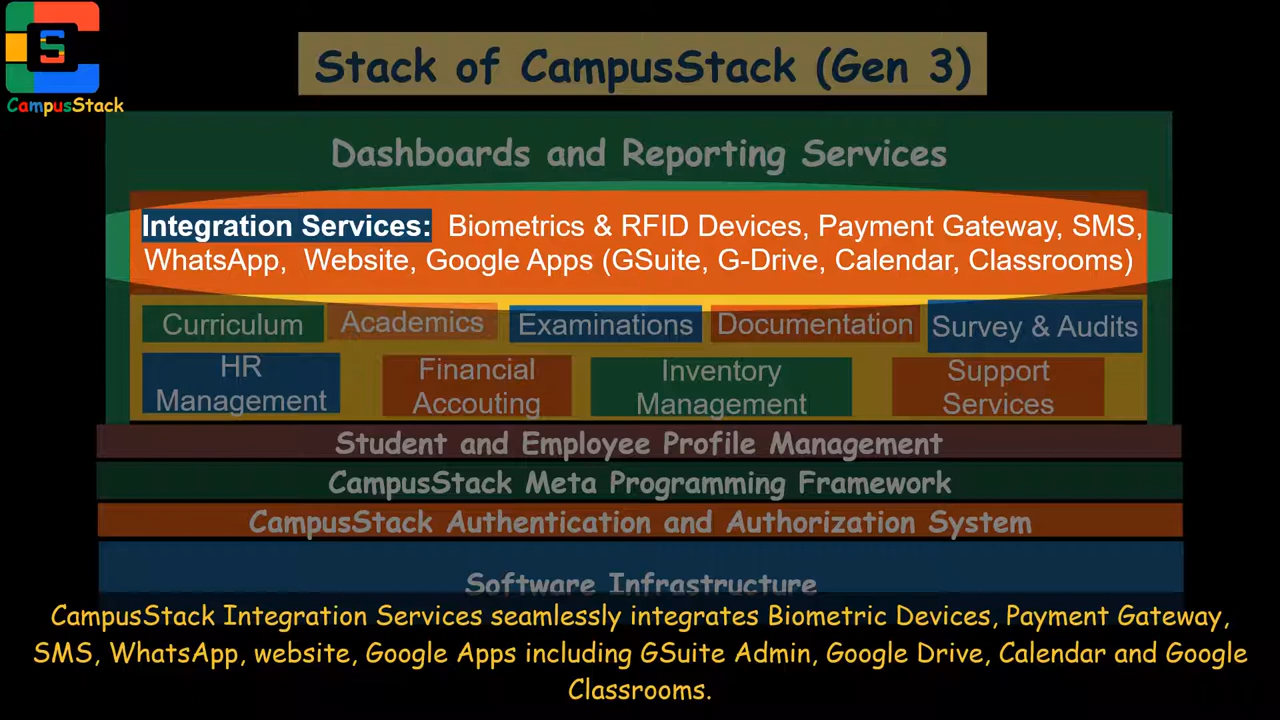 S
CampusStack
Stack of CampusStack (Gen 3)
Dashboards and Reporting Services
Integration Services: Biometrics & RFID Devices, Payment Gateway, SMS,
WhatsApp, Website, Google Apps (GSuite, G-Drive, Calendar, Classrooms)
Curriculum Academics Examinations Documentation Survey & Audits
HR
Management
Financial
Accouting
Inventory
Management
Support
Services
Student and Employee Profile Management
CampusStack Meta Programming Framework
CampusStack Authentication and Authorization System
Software Infrastructure
CampusStack Integration Services seamlessly integrates Biometric Devices, Payment Gateway,
SMS, WhatsApp, website, Google Apps including GSuite Admin, Google Drive, Calendar and Google
Classrooms.